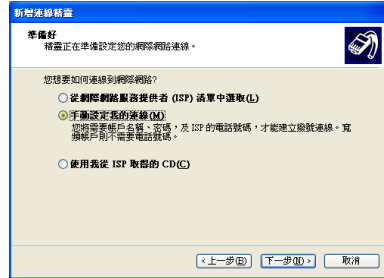 新增連線精靈
準備好
精靈正在準備設定您的網際網路連線。
您想要如何連線到網際網路?
從網際網路服務提供者 (ISP) 清單中選取(L)
手動設定我的連線(M)
您將需要帳戶名稱、密碼，及 ISP 的電話號碼，才能建立撥號連線。寬
頻帳戶則不需要電話號碼。
使用我從 ISP 取得的 CD(C)
<上一步(B)
下一步(N)>
取消